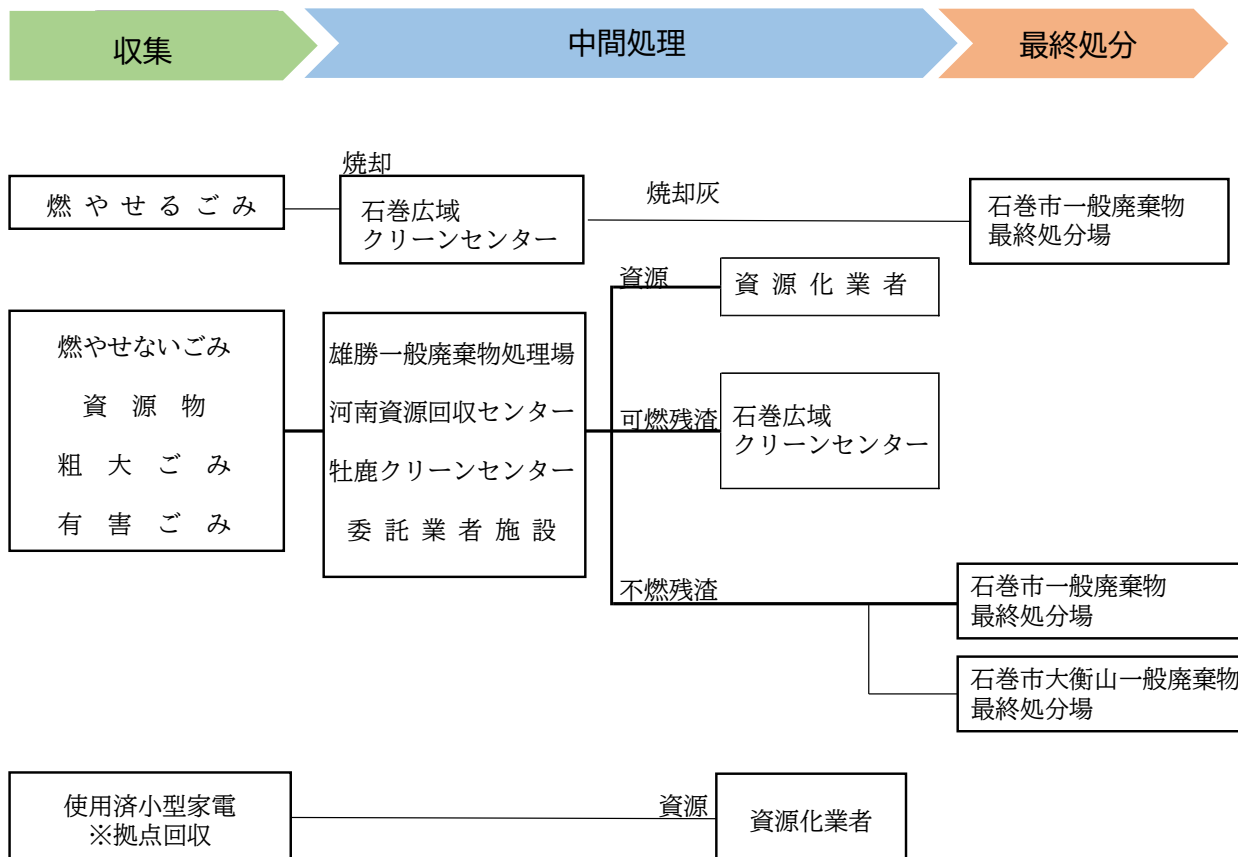 収集
中間処理
最終処分
焼却
燃やせるごみ
石巻広域
クリーンセンター
焼却灰
石巻市一般廃棄物
最終処分場
燃やせないごみ
資源物
粗大ごみ
有害ごみ
雄勝一般廃棄物処理場
河南資源回収センター
牡鹿クリーンセンター
委託業者施設
資源
資源化業者
可燃残渣
石巻広域
クリーンセンター
不燃残渣
石巻市一般廃棄物
最終処分場
石巻市大衡山一般廃棄物
最終処分場
使用済小型家電
※拠点回収
資源
資源化業者